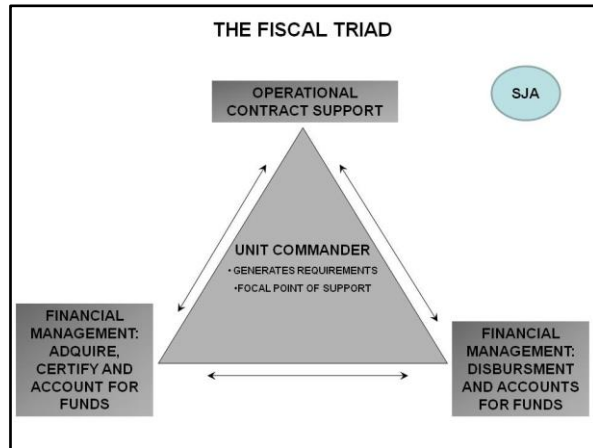 THE FISCAL TRIAD
OPERATIONAL
CONTRACT SUPPORT
SJA
UNIT COMMANDER
• GENERATES REQUIREMENTS
•FOCAL POINT OF SUPPORT
FINANCIAL
MANAGEMENT:
ADQUIRE,
CERTIFY AND
ACCOUNT FOR
FUNDS
FINANCIAL
MANAGEMENT:
DISBURSMENT
AND ACCOUNTS
FOR FUNDS